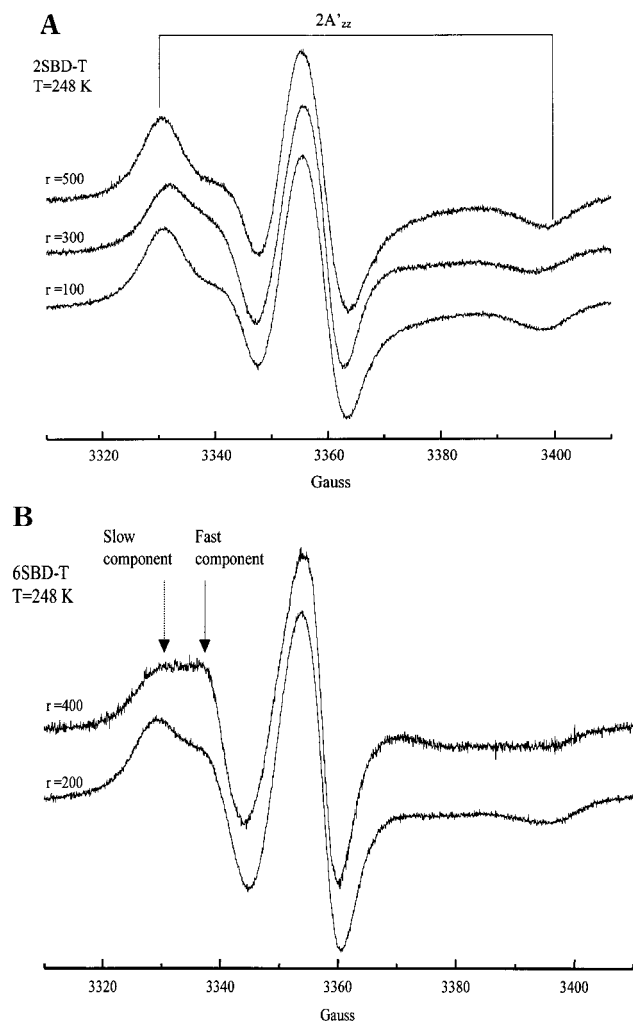 A
2A'zz
2SBD-T
T=248 K
r=500
r=300
r=100
3320
3340
3360
3380
3400
Gauss
B
Slow
component
Fast
component
6SBD-T
T=248 K
r=400
r=200
3320
3340
3360
3380
3400
Gauss